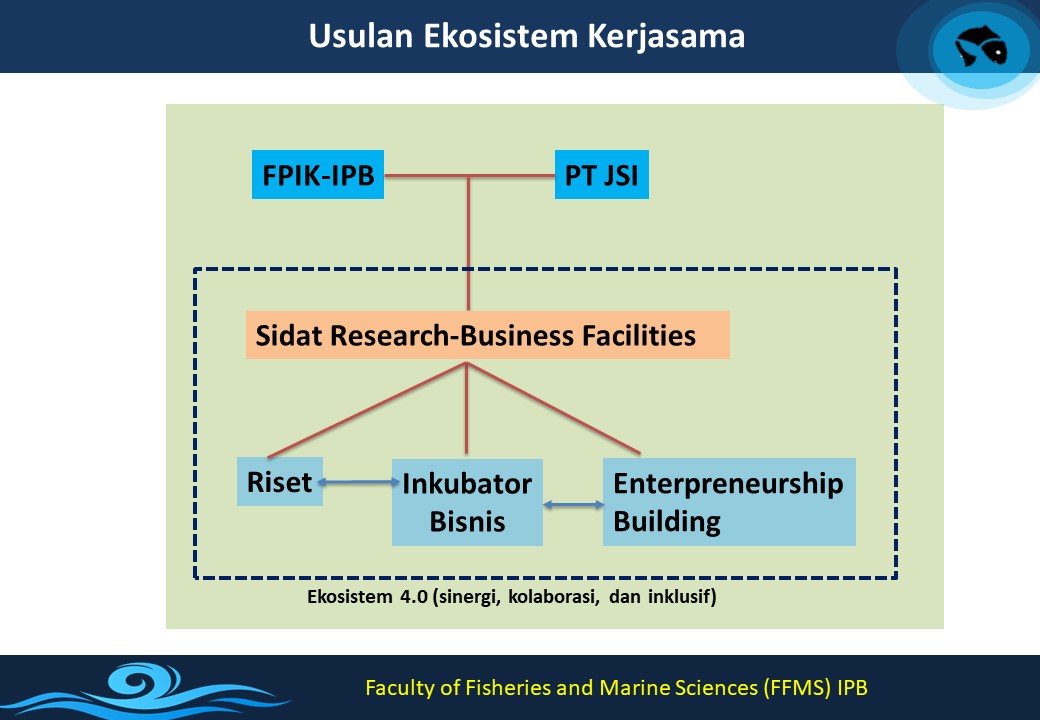 Usulan Ekosistem Kerjasama
FPIK-IPB
PT JSI
Sidat Research-Business Facilities
Riset
Inkubator
Bisnis
Enterpreneurship
Building
Ekosistem 4.0 (sinergi, kolaborasi, dan inklusif)
Faculty of Fisheries and Marine Sciences (FFMS) IPB